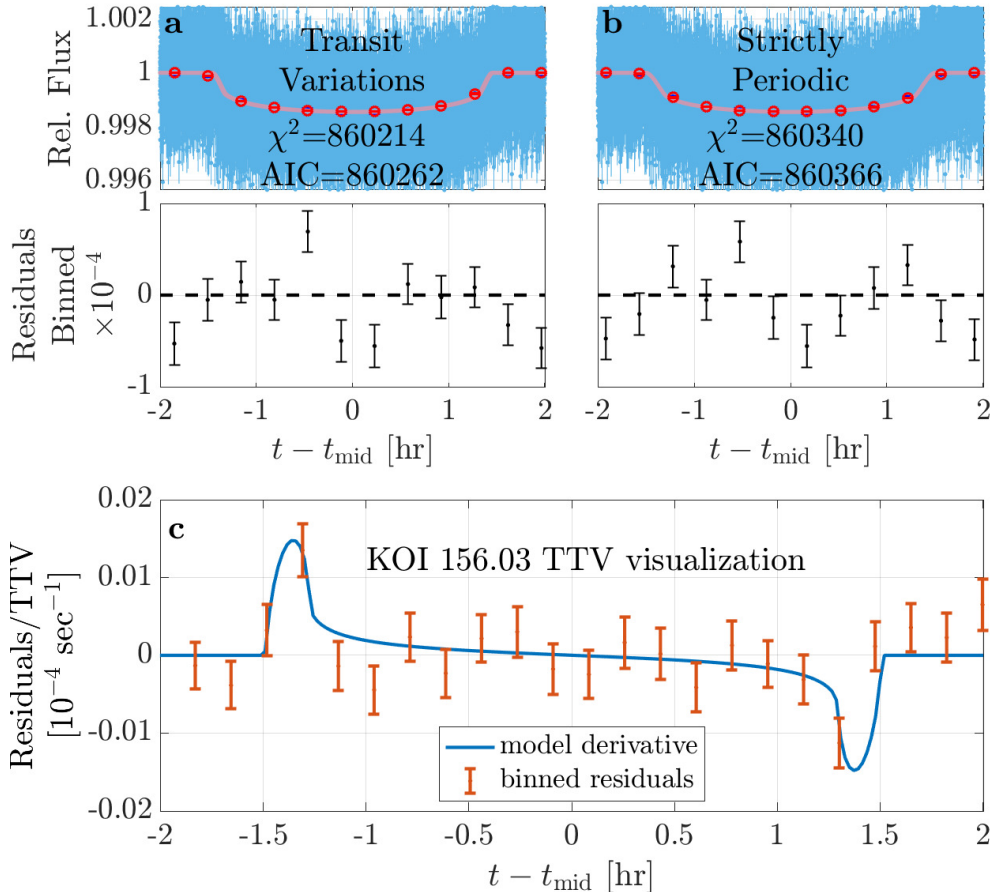 1.002
1
0.998
0.996
Rel. Flux
a
Transit
Variations
χ²=860214
AIC=860262
b
Strictly
Periodic
χ²=860340
AIC=860366
1
0
-1
Residuals
Binned
×10⁻⁴
-2 -1 0 1 2
t − t_mid [hr]
-2 -1 0 1 2
t − t_mid [hr]
0.02
0.01
0
-0.01
-0.02
Residuals/TTV
[10⁻⁴ sec⁻¹]
c
KOI 156.03 TTV visualization
model derivative
binned residuals
-2 -1.5 -1 -0.5 0 0.5 1 1.5 2
t − t_mid [hr]